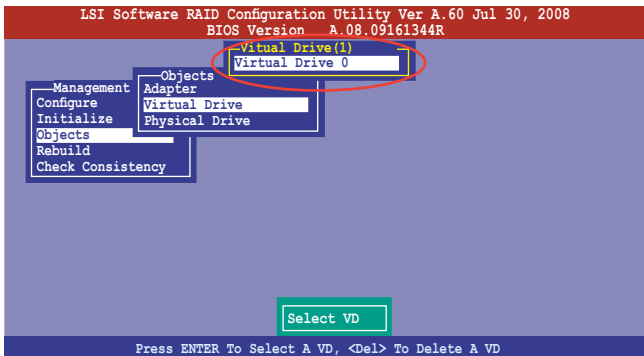 LSI Software RAID Configuration Utility Ver A.60 Jul 30, 2008
BIOS Version   A.08.09161344R
Vitual Drive(1)
Virtual Drive 0
Objects
Adapter
Virtual Drive
Physical Drive
Management
Configure
Initialize
Objects
Rebuild
Check Consistency
Select VD
Press ENTER To Select A VD, <Del> To Delete A VD